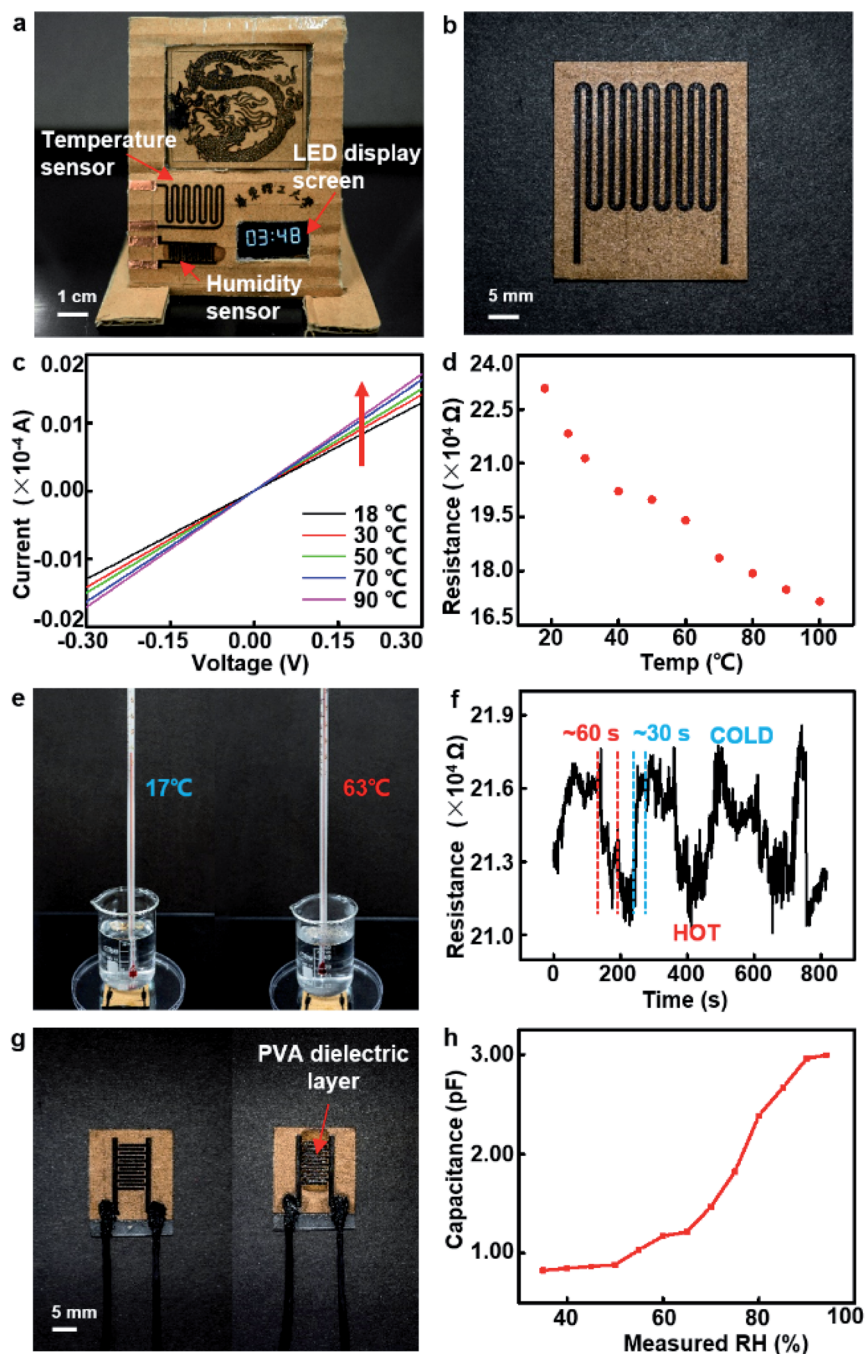 a
Temperature
sensor
LED display
screen
03:48
Humidity
sensor
1 cm
b
5 mm
c
0.02
0.01
0.00
-0.01
-0.02
-0.30
-0.15
0.00
0.15
0.30
Current (×10⁻⁴ A)
Voltage (V)
18 ℃
30 ℃
50 ℃
70 ℃
90 ℃
d
24.0
22.5
21.0
19.5
18.0
16.5
20
40
60
80
100
Resistance (×10⁴ Ω)
Temp (℃)
e
17℃
63℃
f
21.9
21.6
21.3
21.0
0
200
400
600
800
Resistance (×10⁴ Ω)
Time (s)
~60 s
~30 s
COLD
HOT
g
PVA dielectric
layer
5 mm
h
3.00
2.00
1.00
40
60
80
100
Capacitance (pF)
Measured RH (%)